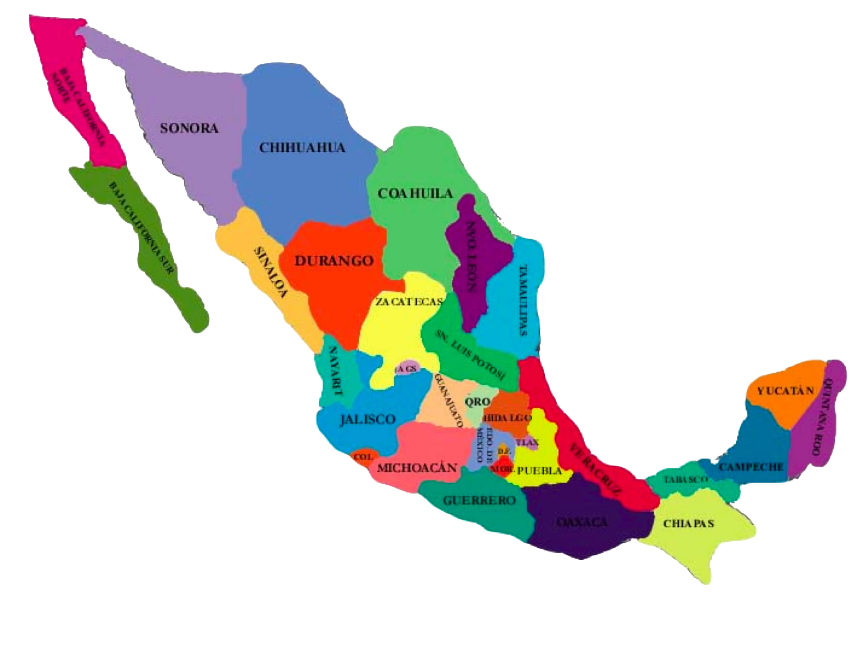 BAJA CALIFORNIA
NORTE
SONORA
CHIHUAHUA
COAHUILA
BAJA CALIFORNIA SUR
SINALOA
DURANGO
NVO. LEON
TAMAULIPAS
ZACATECAS
SN. LUIS POTOSÍ
NAYARIT
AGS
GUANAJUATO
QRO
HIDALGO
JALISCO
YUCATÁN
QUINTANA ROO
EDO. DE
MEXICO
D.F.
TLAX
COL.
MICHOACÁN
MOR.
PUEBLA
VERACRUZ
CAMPECHE
TABASCO
GUERRERO
OAXACA
CHIAPAS